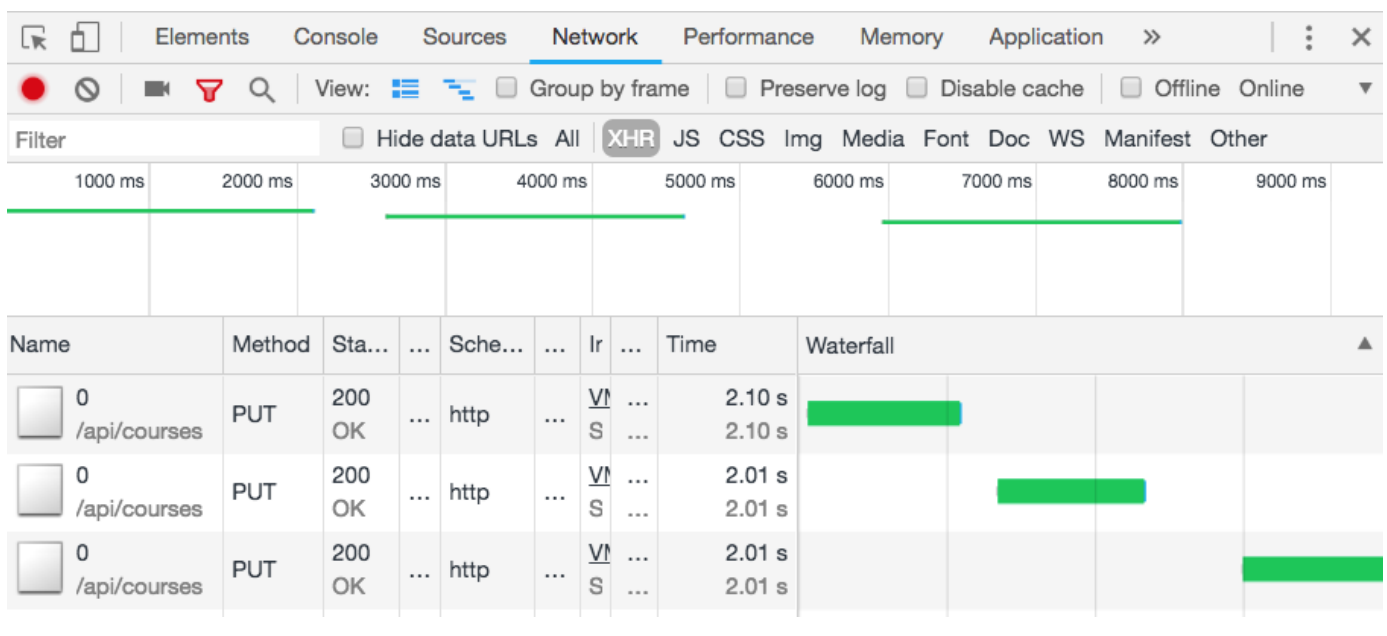 Elements Console Sources Network Performance Memory Application »
View: Group by frame Preserve log Disable cache Offline Online
Filter Hide data URLs All XHR JS CSS Img Media Font Doc WS Manifest Other
1000 ms 2000 ms 3000 ms 4000 ms 5000 ms 6000 ms 7000 ms 8000 ms 9000 ms
Name Method Sta... ... Sche... ... Ir ... Time Waterfall
0 200 VM ... 2.10 s
/api/courses PUT OK ... http ... S ... 2.10 s
0 200 VM ... 2.01 s
/api/courses PUT OK ... http ... S ... 2.01 s
0 200 VM ... 2.01 s
/api/courses PUT OK ... http ... S ... 2.01 s